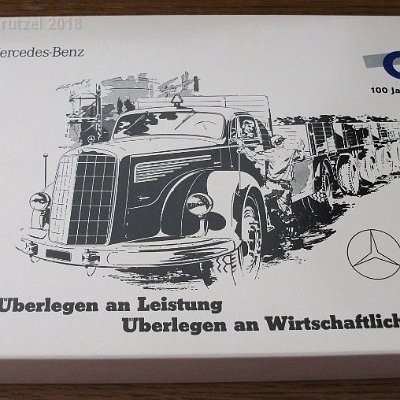 rutzel 2018
ercedes-Benz
100 Ja
Überlegen an Leistung
Überlegen an Wirtschaftlich